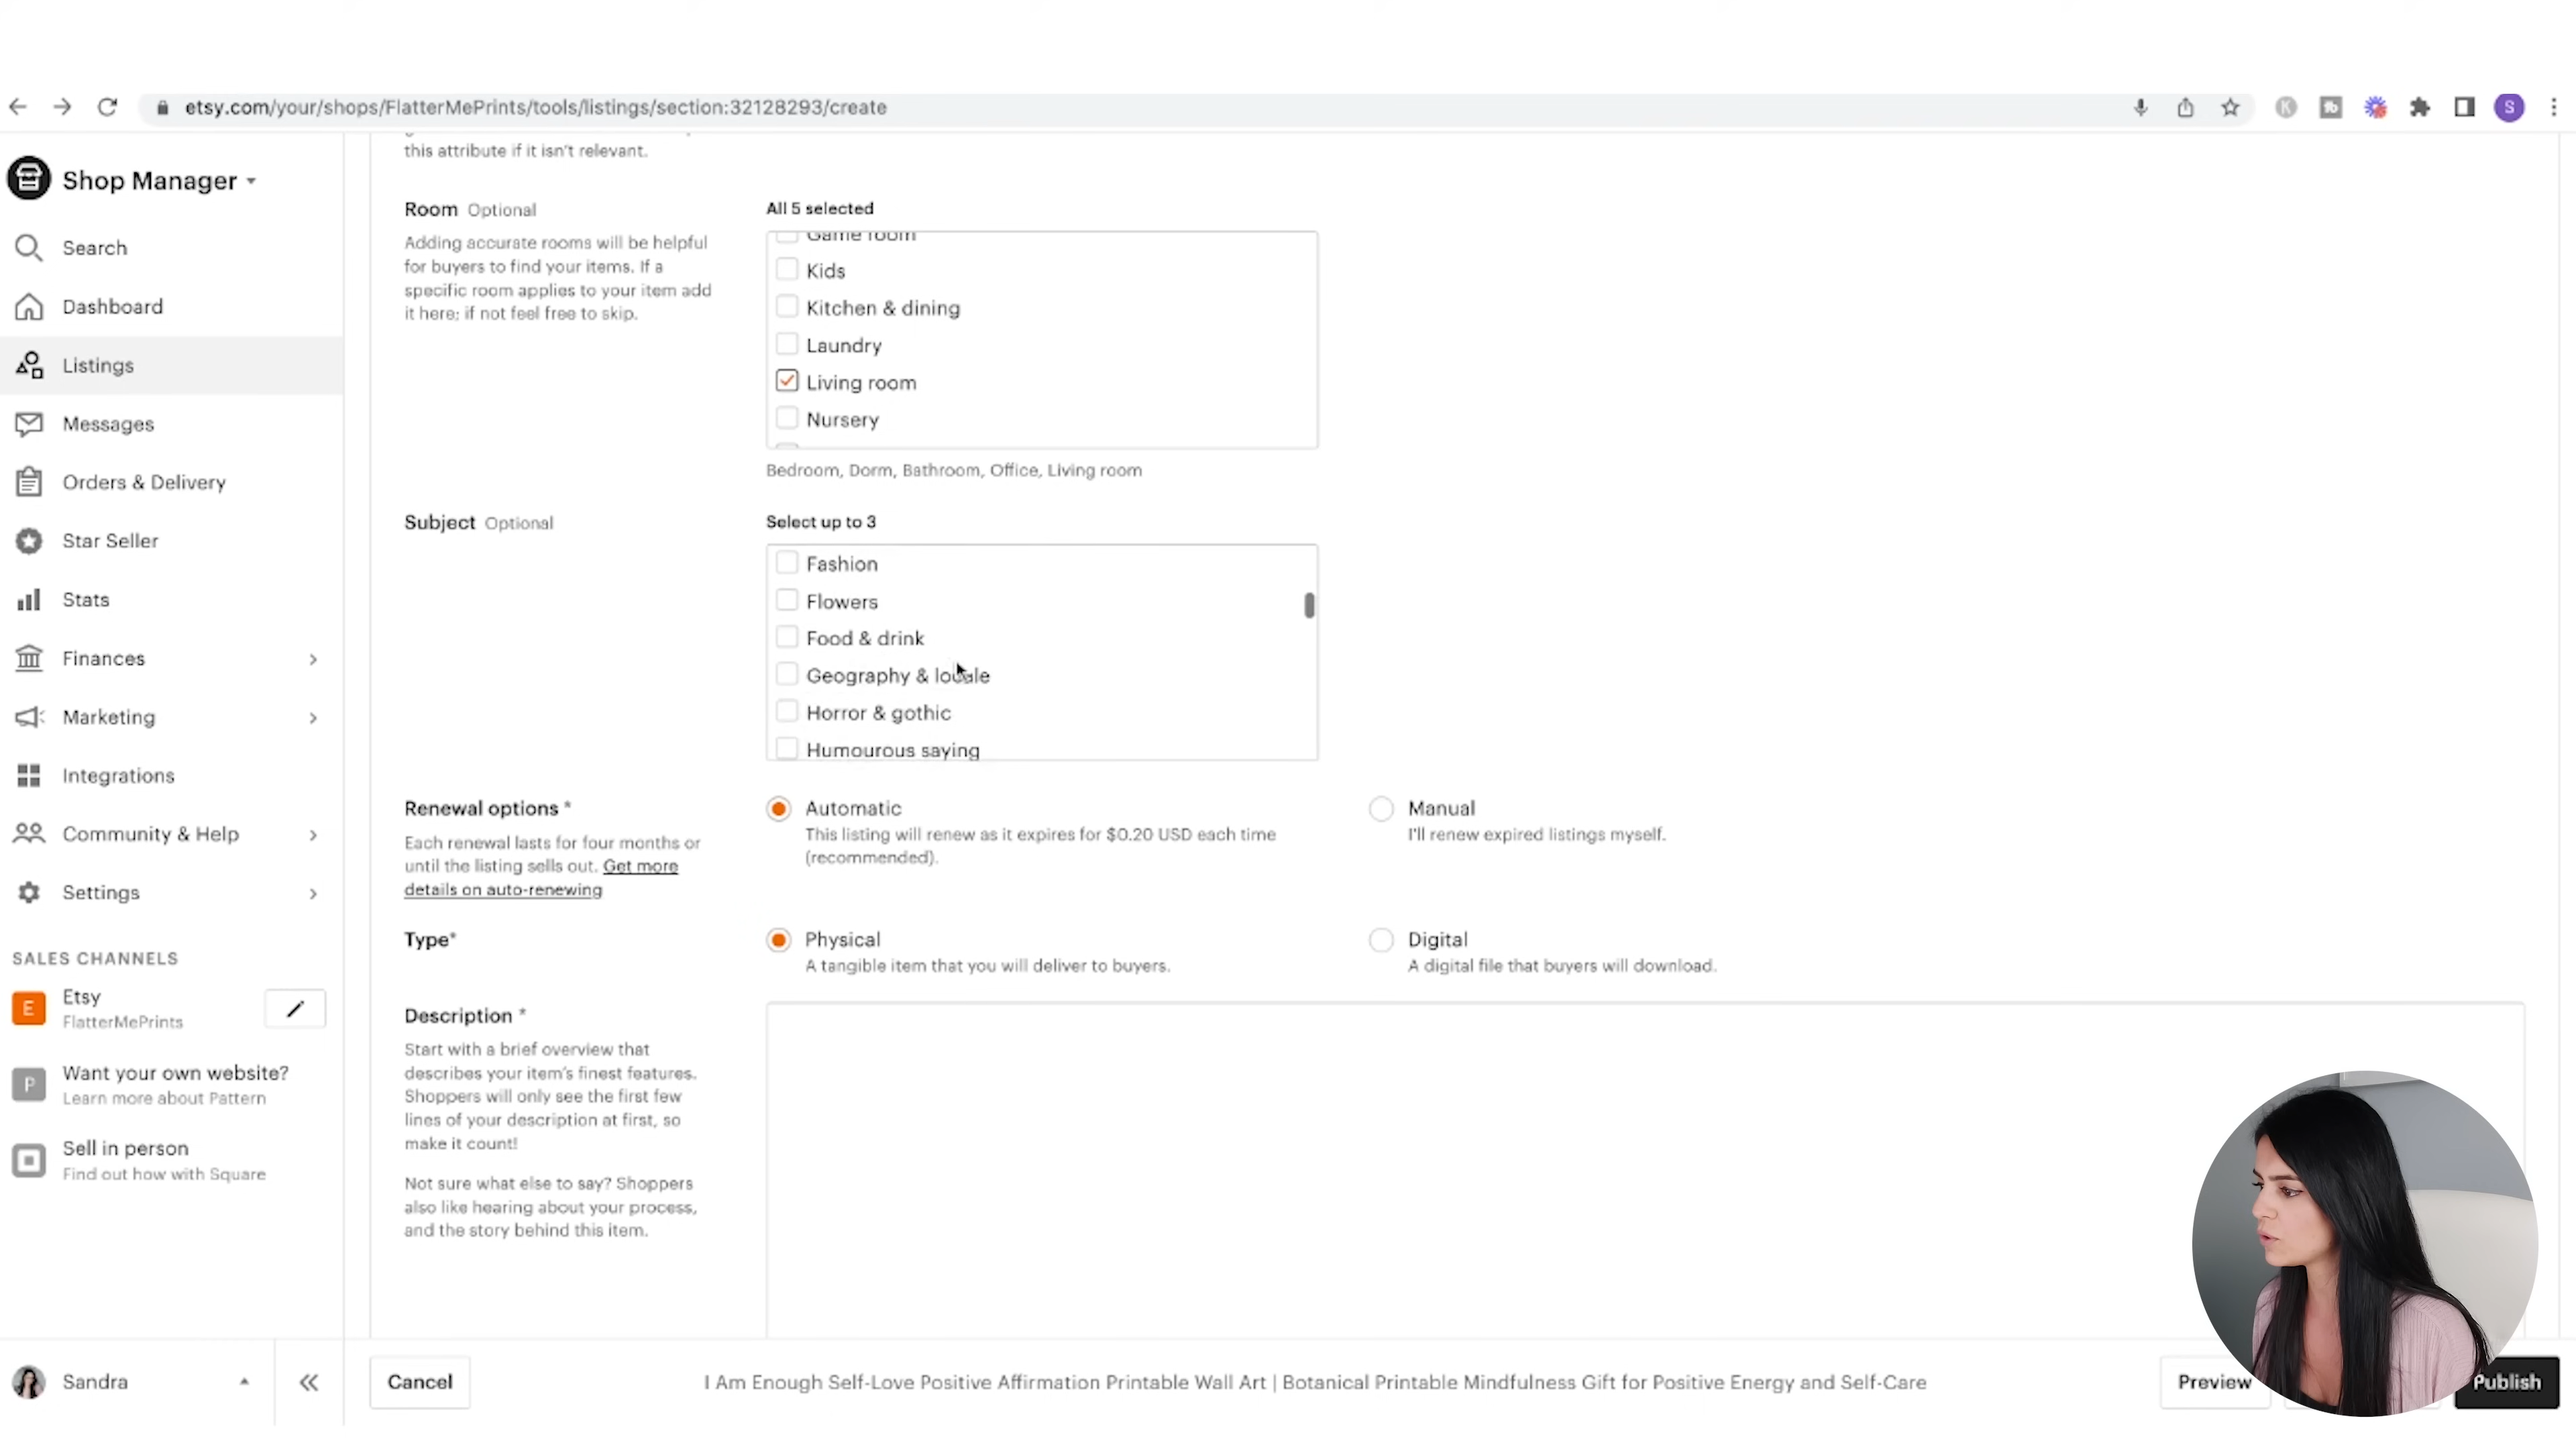 etsy.com/your/shops/FlatterMePrints/tools/listings/section:32128293/create
S
Shop Manager
Search
Dashboard
Listings
Messages
Orders & Delivery
Star Seller
Stats
Finances
Marketing
Integrations
Community & Help
Settings
SALES CHANNELS
E
Etsy
FlatterMePrints
P
Want your own website?
Learn more about Pattern
Sell in person
Find out how with Square
Sandra
this attribute if it isn't relevant.
Room Optional
Adding accurate rooms will be helpful
for buyers to find your items. If a
specific room applies to your item add
it here; if not feel free to skip.
All 5 selected
Game room
Kids
Kitchen & dining
Laundry
Living room
Nursery
Bedroom, Dorm, Bathroom, Office, Living room
Subject Optional
Select up to 3
Fashion
Flowers
Food & drink
Geography & locale
Horror & gothic
Humourous saying
Renewal options *
Each renewal lasts for four months or
until the listing sells out. Get more
details on auto-renewing
Automatic
This listing will renew as it expires for $0.20 USD each time
(recommended).
Manual
I'll renew expired listings myself.
Type*
Physical
A tangible item that you will deliver to buyers.
Digital
A digital file that buyers will download.
Description *
Start with a brief overview that
describes your item's finest features.
Shoppers will only see the first few
lines of your description at first, so
make it count!
Not sure what else to say? Shoppers
also like hearing about your process,
and the story behind this item.
Cancel
I Am Enough Self-Love Positive Affirmation Printable Wall Art | Botanical Printable Mindfulness Gift for Positive Energy and Self-Care
Preview
Publish